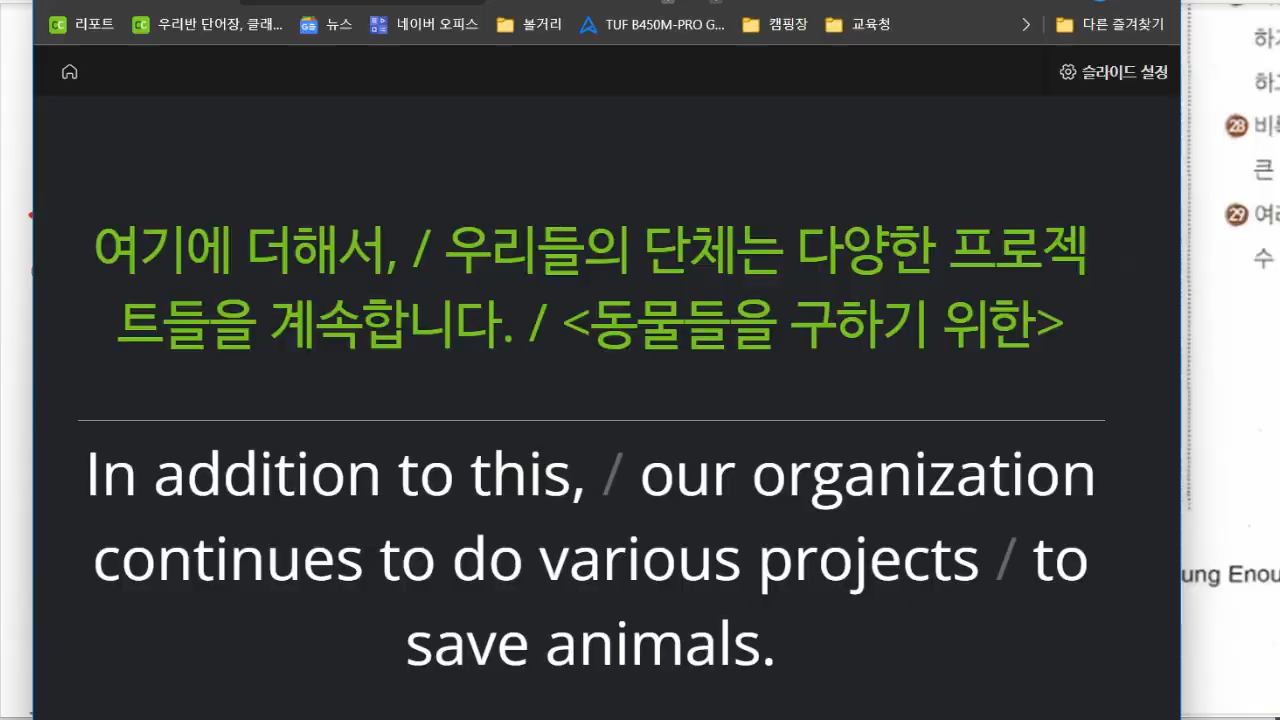 리포트
우리반 단어장, 클래...
뉴스
네이버 오피스
볼거리
TUF B450M-PRO G...
캠핑장
교육청
다른 즐겨찾기
슬라이드 설정
여기에 더해서, / 우리들의 단체는 다양한 프로젝
트들을 계속합니다. / <동물들을 구하기 위한>
In addition to this, / our organization
continues to do various projects / to
save animals.
하
28 비
큰
29 여
수
ung Enou